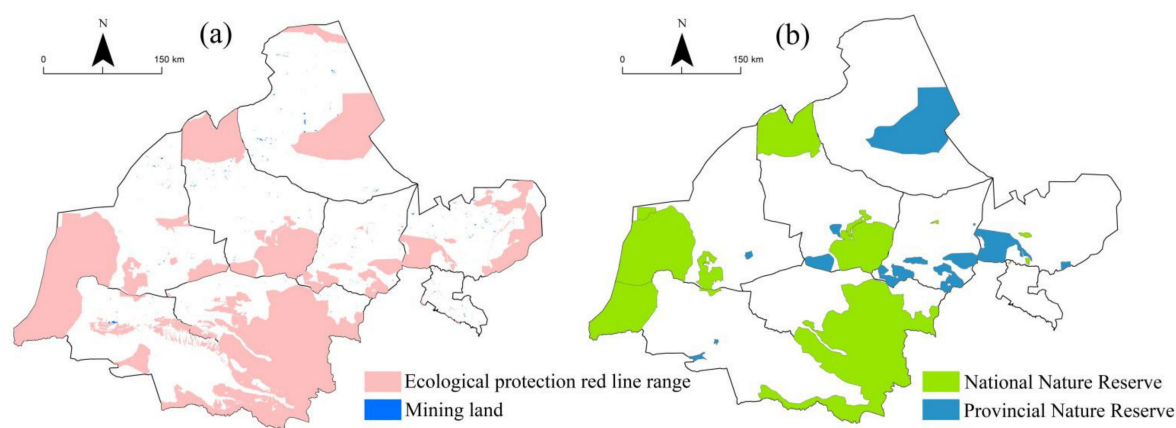 (a)
N
0 150 km
Ecological protection red line range
Mining land
(b)
N
0 150 km
National Nature Reserve
Provincial Nature Reserve